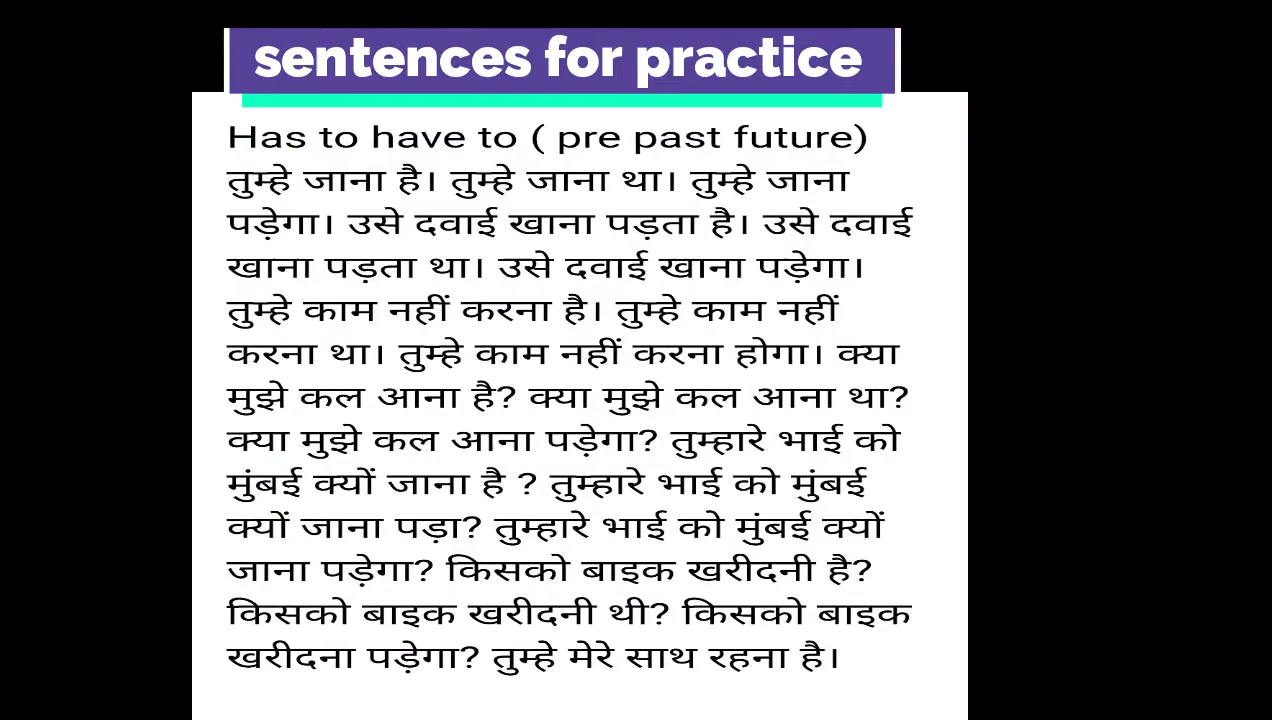 sentences for practice
Has to have to ( pre past future)
तुम्हे जाना है। तुम्हे जाना था। तुम्हे जाना
पड़ेगा। उसे दवाई खाना पड़ता है। उसे दवाई
खाना पड़ता था। उसे दवाई खाना पड़ेगा।
तुम्हे काम नहीं करना है। तुम्हे काम नहीं
करना था। तुम्हे काम नहीं करना होगा। क्या
मुझे कल आना है? क्या मुझे कल आना था?
क्या मुझे कल आना पड़ेगा? तुम्हारे भाई को
मुंबई क्यों जाना है ? तुम्हारे भाई को मुंबई
क्यों जाना पड़ा? तुम्हारे भाई को मुंबई क्यों
जाना पड़ेगा? किसको बाइक खरीदनी है?
किसको बाइक खरीदनी थी? किसको बाइक
खरीदना पड़ेगा? तुम्हे मेरे साथ रहना है।